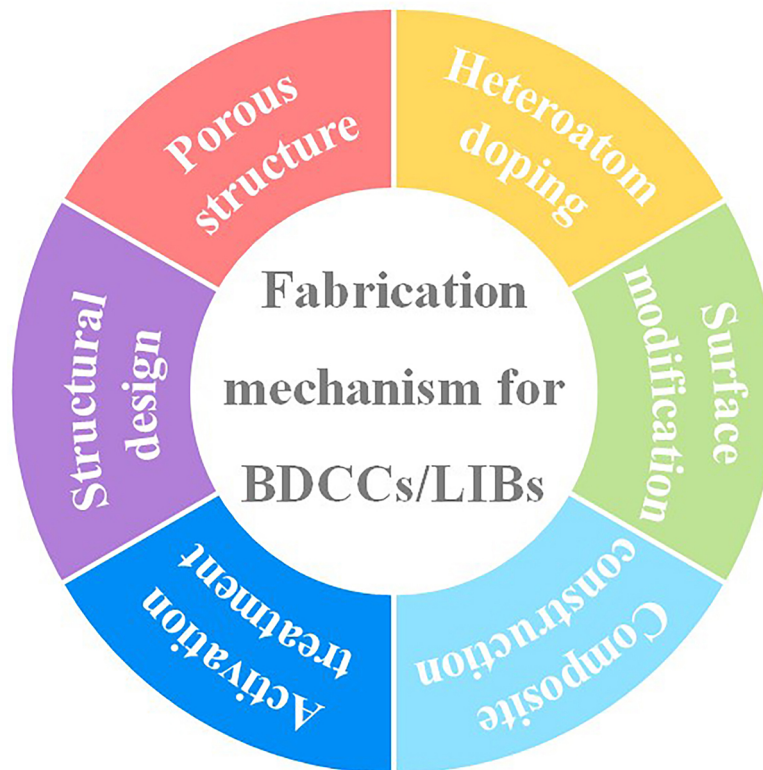 Fabrication
mechanism for
BDCCs/LIBs
Porous
structure
Heteroatom
doping
Surface
modification
Composite
construction
Activation
treatment
Structural
design